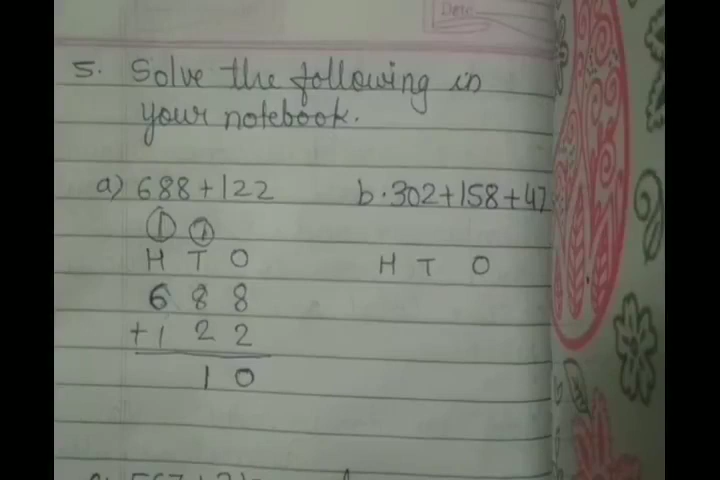 Date
5. Solve the following in
your notebook.
a) 688+122 b. 302+158+47
1 1
H T O H T O
6 8 8
+1 2 2
1 0